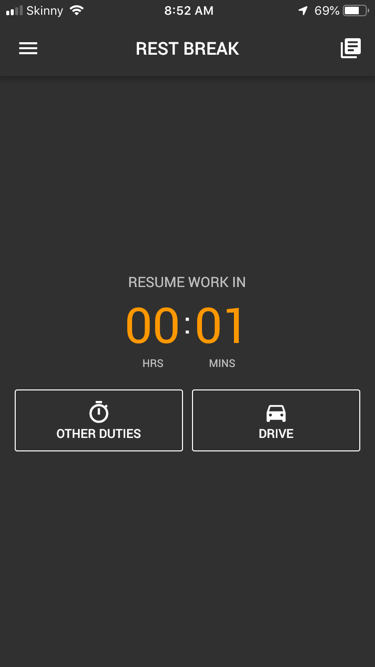 Skinny 8:52 AM 69%
REST BREAK
RESUME WORK IN
00:01
HRS MINS
OTHER DUTIES DRIVE